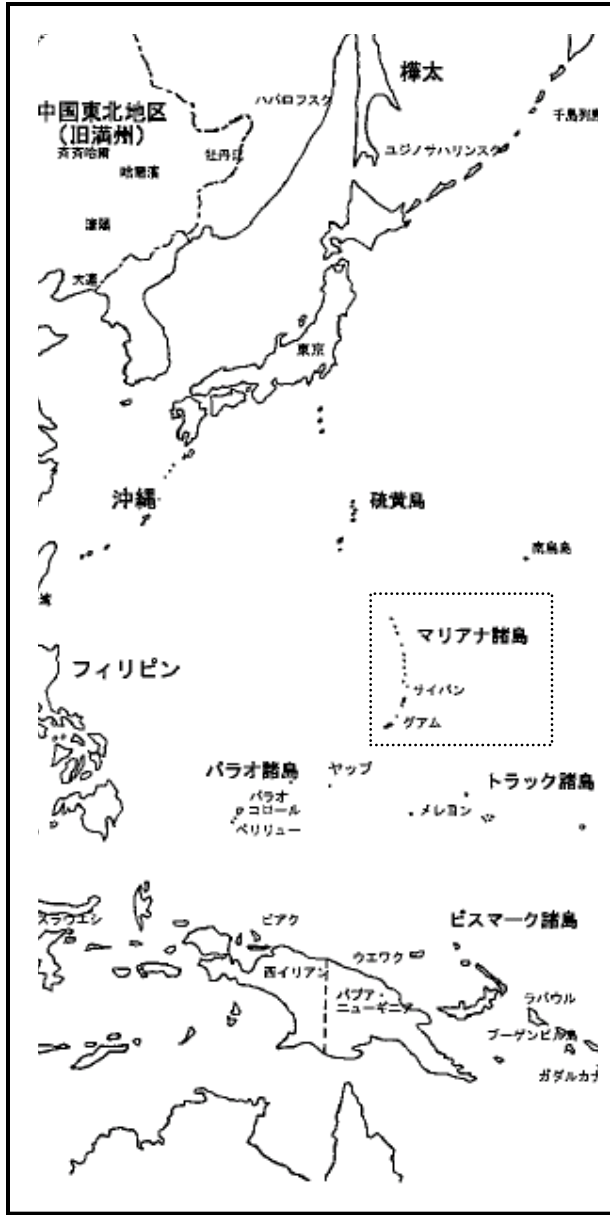 樺太
ハバロフスク
千島列島
中国東北地区
（旧満州）
牡丹江
斉斉哈爾
哈爾濱
ユジノサハリンスク
瀋陽
大連
東京
沖縄
硫黄島
南鳥島
湾
マリアナ諸島
フィリピン
サイパン
グアム
パラオ諸島
ヤップ
トラック諸島
パラオ
コロール
ペリリュー
メレヨン
スラウエシ
ビアク
ビスマーク諸島
ウエワク
西イリアン
パプア・
ニューギニア
ラバウル
ブーゲンビル島
ガダルカナ